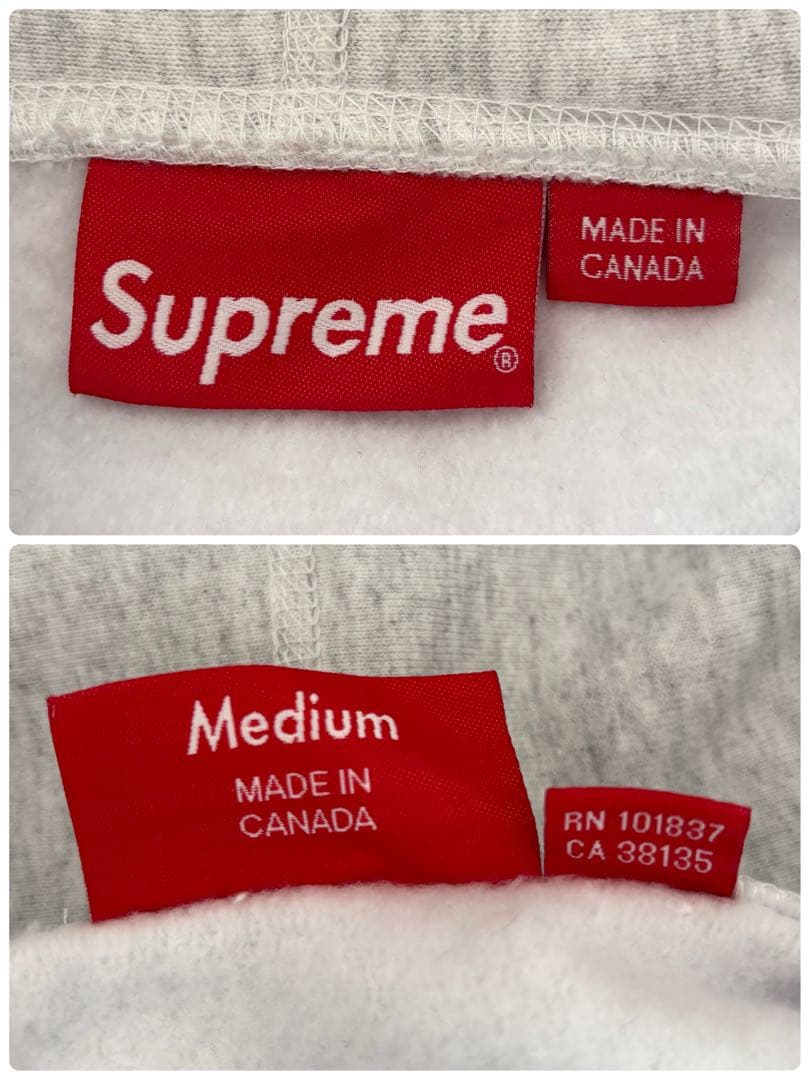 Supreme®
MADE IN
CANADA
Medium
MADE IN
CANADA
RN 101837
CA 38135